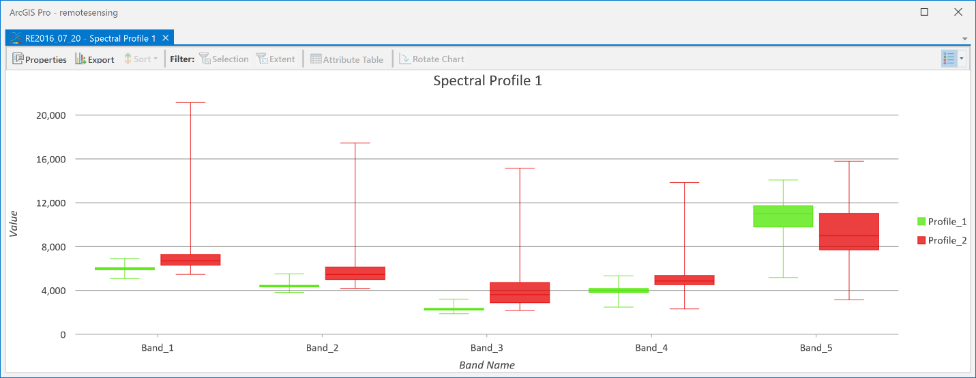 ArcGIS Pro - remotesensing
RE2016_07_20 - Spectral Profile 1
Properties Export Sort Filter: Selection Extent Attribute Table Rotate Chart
Spectral Profile 1
20,000
16,000
12,000
8,000
4,000
0
Value
Band_1 Band_2 Band_3 Band_4 Band_5
Band Name
Profile_1
Profile_2